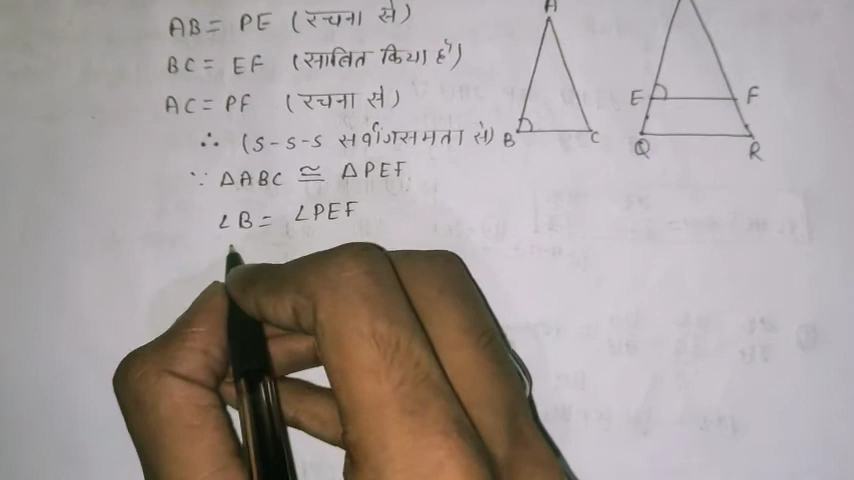 AB = PE (रचना से)
BC = EF (साबित किया है)
AC = PF (रचना से)
∴ (S-S-S सर्वांगसमता से)
∵ ΔABC ≅ ΔPEF
∠B = ∠PEF
A
B
C
E
F
Q
R